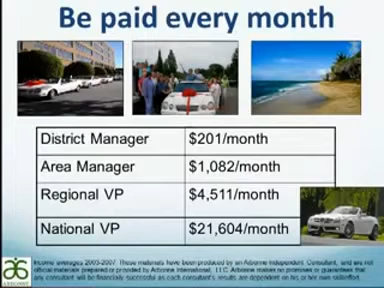 Be paid every month
District Manager $201/month
Area Manager $1,082/month
Regional VP $4,511/month
National VP $21,604/month
Income averages 2003-2007. These materials have been produced by an Arbonne Independent Consultant, and are not
official materials prepared or provided by Arbonne International, LLC. Arbonne makes no promises or guarantees that
any consultant will be financially successful as each consultant's results are dependent on his or her own skill/effort.
ARBONNE